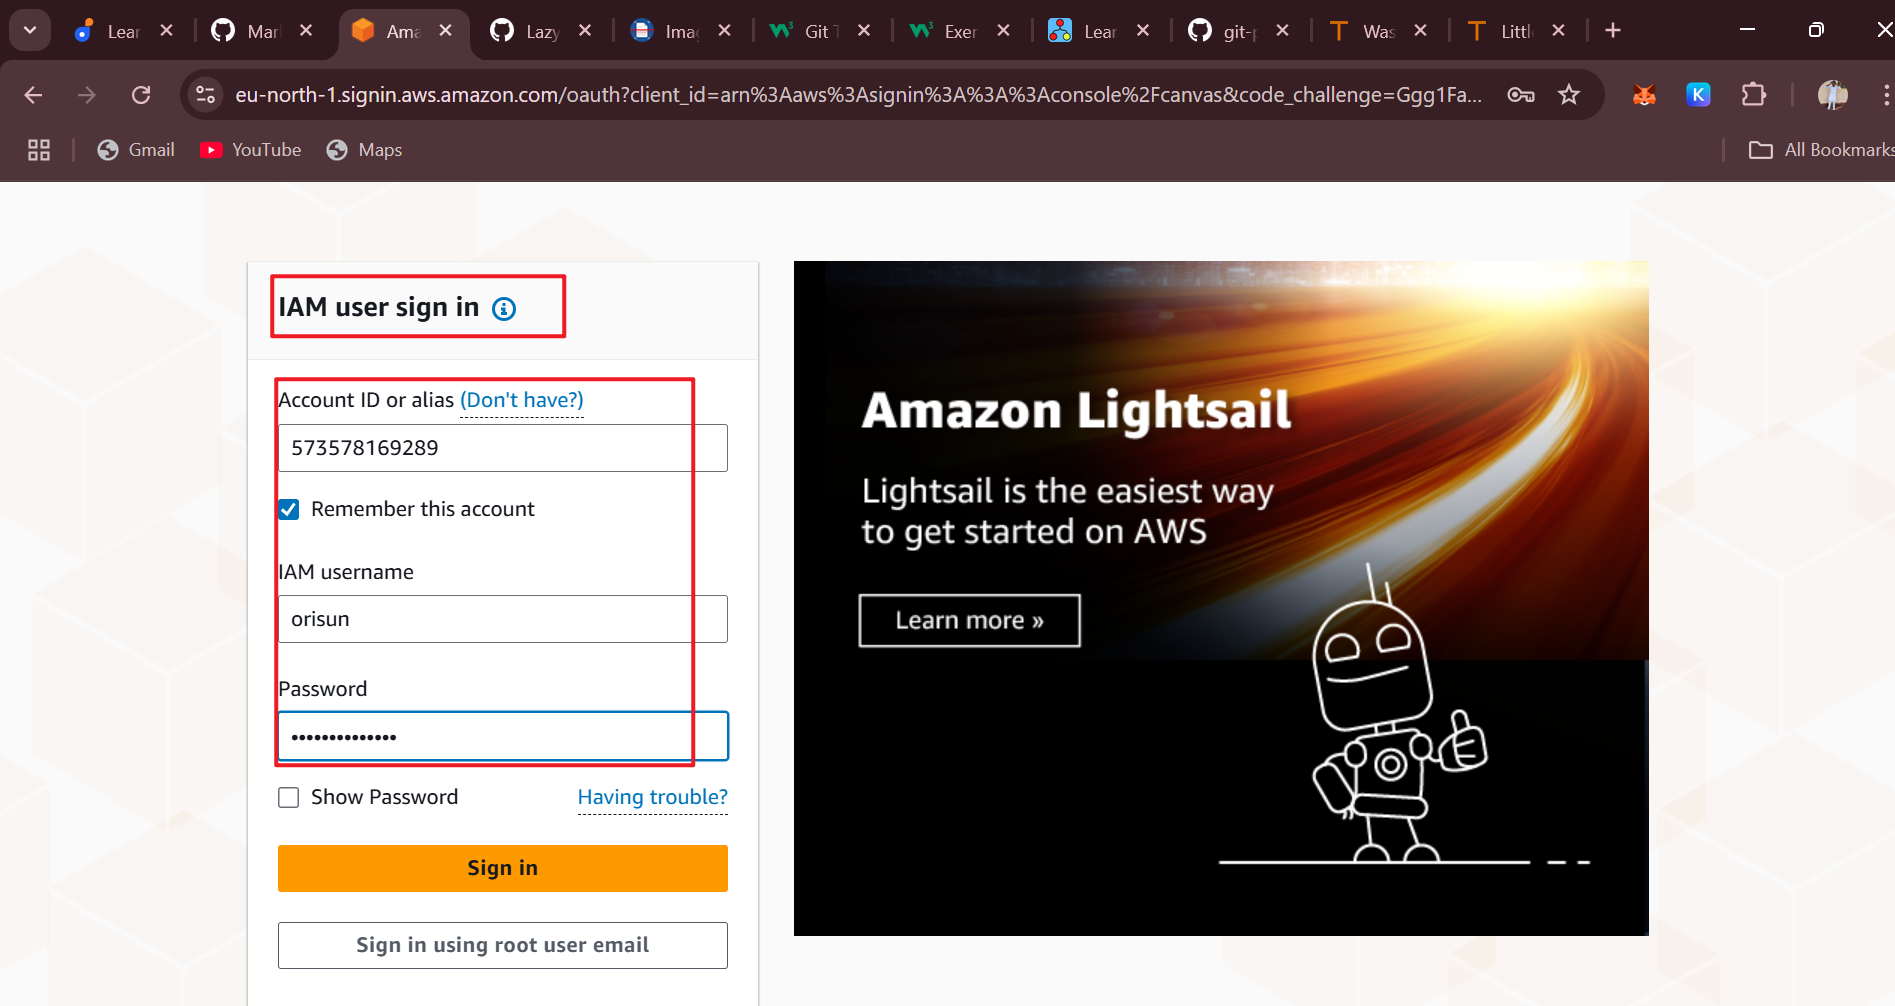 Lear
Mar
Ama
Lazy
Ima
Git T
Exer
Lear
git-p
Was
Littl
eu-north-1.signin.aws.amazon.com/oauth?client_id=arn%3Aaws%3Asignin%3A%3A%3Aconsole%2Fcanvas&code_challenge=Ggg1Fa...
K
Gmail
YouTube
Maps
All Bookmarks
IAM user sign in
Account ID or alias (Don't have?)
573578169289
Remember this account
IAM username
orisun
Password
••••••••••••••
Show Password
Having trouble?
Sign in
Sign in using root user email
Amazon Lightsail
Lightsail is the easiest way
to get started on AWS
Learn more »